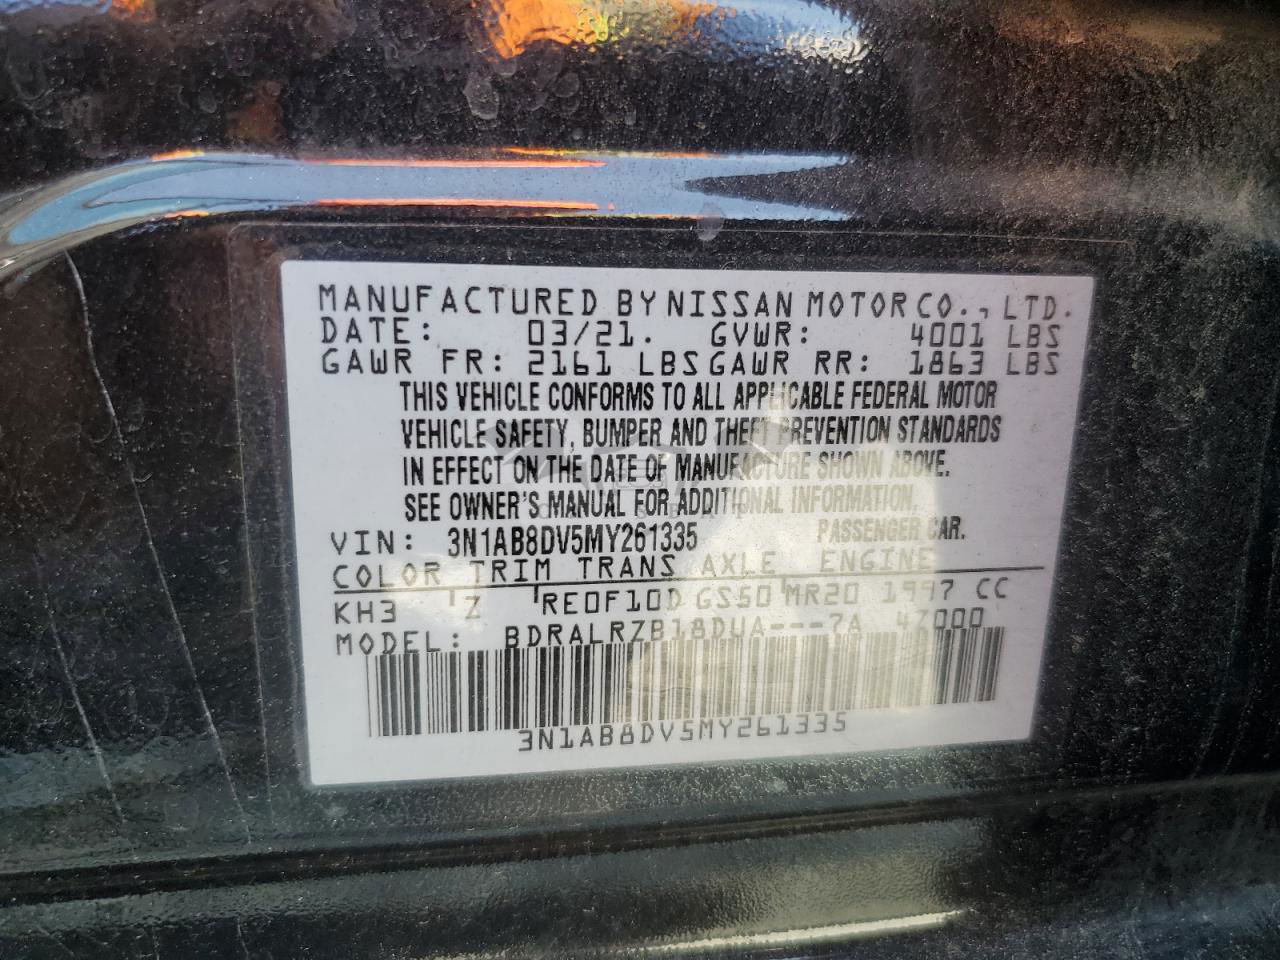 MANUFACTURED BY NISSAN MOTOR CO., LTD.
DATE: 03/21. GVWR: 4001 LBS
GAWR FR: 2161 LBS GAWR RR: 1863 LBS
THIS VEHICLE CONFORMS TO ALL APPLICABLE FEDERAL MOTOR
VEHICLE SAFETY, BUMPER AND THEFT PREVENTION STANDARDS
IN EFFECT ON THE DATE OF MANUFACTURE SHOWN ABOVE.
SEE OWNER'S MANUAL FOR ADDITIONAL INFORMATION.
VIN: 3N1AB8DV5MY261335 PASSENGER CAR.
COLOR TRIM TRANS AXLE ENGINE
KH3 Z RE0F10D GS50 MR20 1997 CC
MODEL: BDRALRZB18DUA---7A 4Z000
3N1AB8DV5MY261335